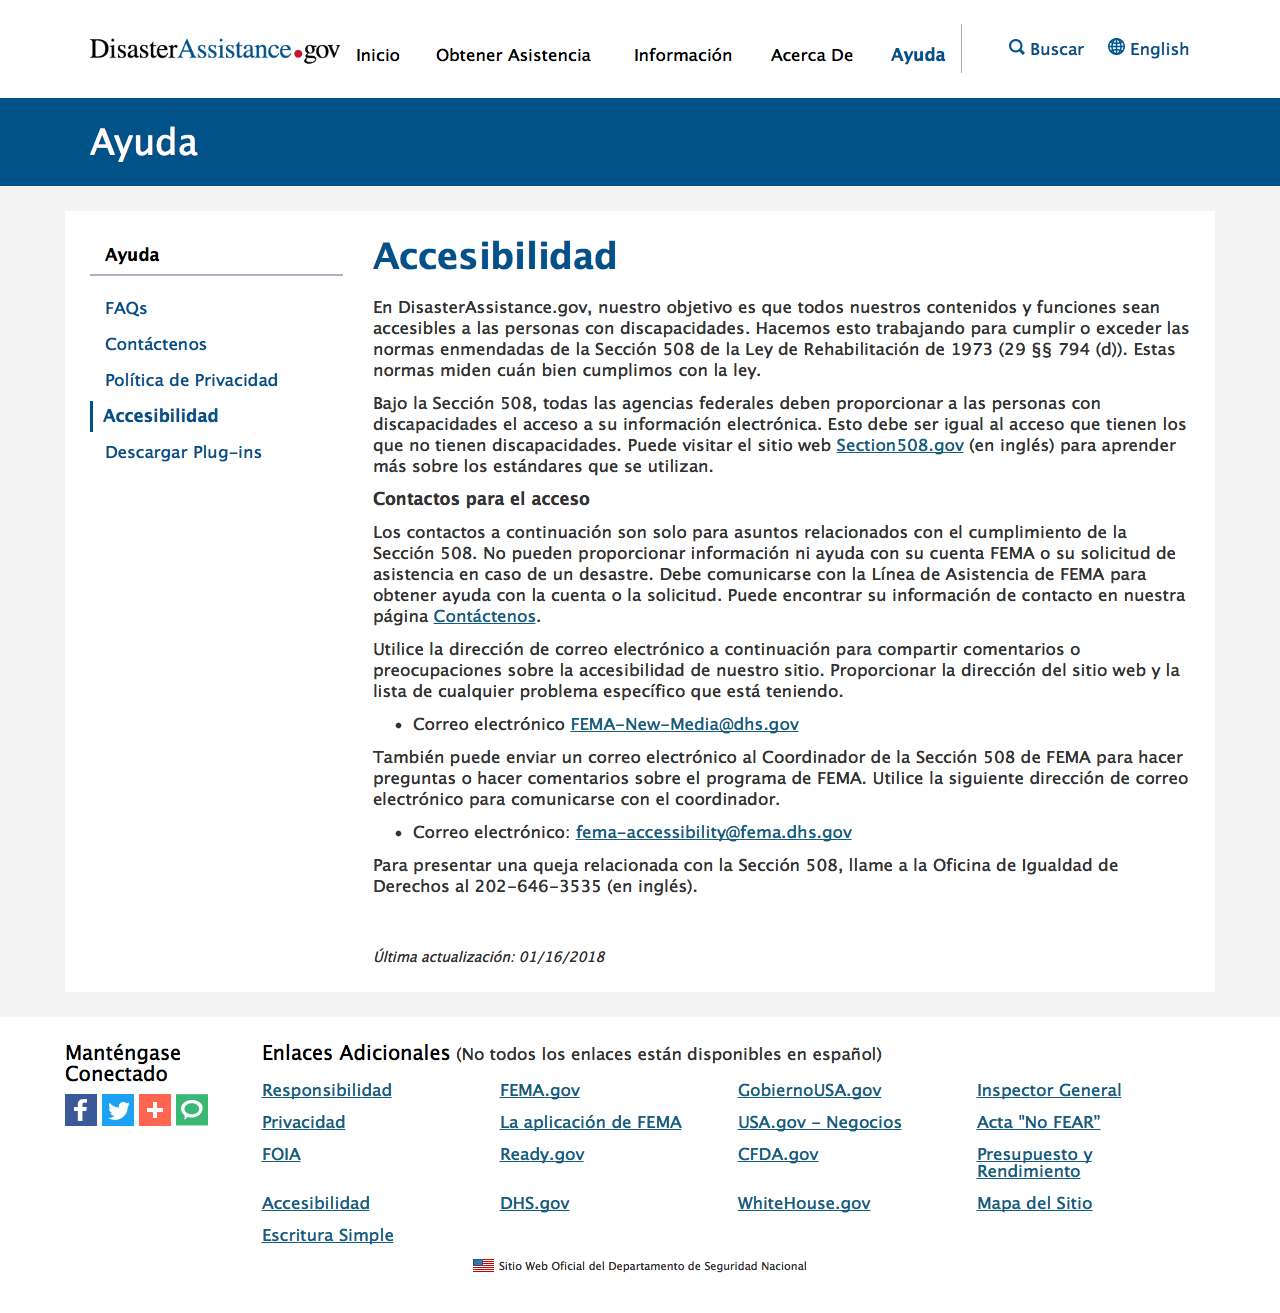 DisasterAssistance.gov Inicio Obtener Asistencia Información Acerca De Ayuda Buscar English
Ayuda
Ayuda
FAQs
Contáctenos
Política de Privacidad
Accesibilidad
Descargar Plug-ins
Accesibilidad
En DisasterAssistance.gov, nuestro objetivo es que todos nuestros contenidos y funciones sean
accesibles a las personas con discapacidades. Hacemos esto trabajando para cumplir o exceder las
normas enmendadas de la Sección 508 de la Ley de Rehabilitación de 1973 (29 §§ 794 (d)). Estas
normas miden cuán bien cumplimos con la ley.
Bajo la Sección 508, todas las agencias federales deben proporcionar a las personas con
discapacidades el acceso a su información electrónica. Esto debe ser igual al acceso que tienen los
que no tienen discapacidades. Puede visitar el sitio web Section508.gov (en inglés) para aprender
más sobre los estándares que se utilizan.
Contactos para el acceso
Los contactos a continuación son solo para asuntos relacionados con el cumplimiento de la
Sección 508. No pueden proporcionar información ni ayuda con su cuenta FEMA o su solicitud de
asistencia en caso de un desastre. Debe comunicarse con la Línea de Asistencia de FEMA para
obtener ayuda con la cuenta o la solicitud. Puede encontrar su información de contacto en nuestra
página Contáctenos.
Utilice la dirección de correo electrónico a continuación para compartir comentarios o
preocupaciones sobre la accesibilidad de nuestro sitio. Proporcionar la dirección del sitio web y la
lista de cualquier problema específico que está teniendo.
• Correo electrónico FEMA-New-Media@dhs.gov
También puede enviar un correo electrónico al Coordinador de la Sección 508 de FEMA para hacer
preguntas o hacer comentarios sobre el programa de FEMA. Utilice la siguiente dirección de correo
electrónico para comunicarse con el coordinador.
• Correo electrónico: fema-accessibility@fema.dhs.gov
Para presentar una queja relacionada con la Sección 508, llame a la Oficina de Igualdad de
Derechos al 202-646-3535 (en inglés).
Última actualización: 01/16/2018
Manténgase
Conectado
Enlaces Adicionales (No todos los enlaces están disponibles en español)
Responsibilidad FEMA.gov GobiernoUSA.gov Inspector General
Privacidad La aplicación de FEMA USA.gov - Negocios Acta "No FEAR”
FOIA Ready.gov CFDA.gov Presupuesto y
Rendimiento
Accesibilidad DHS.gov WhiteHouse.gov Mapa del Sitio
Escritura Simple
Sitio Web Oficial del Departamento de Seguridad Nacional